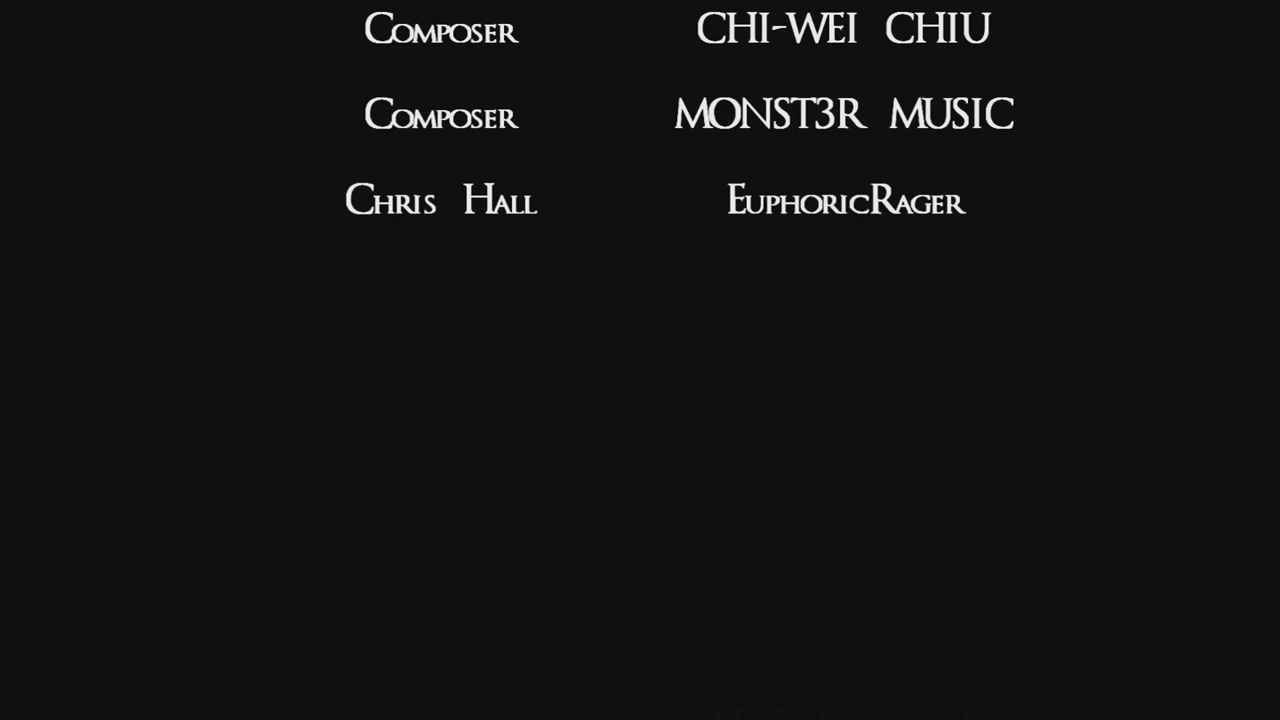 Composer CHI-WEI CHIU
Composer MONST3R MUSIC
Chris Hall EuphoricRager